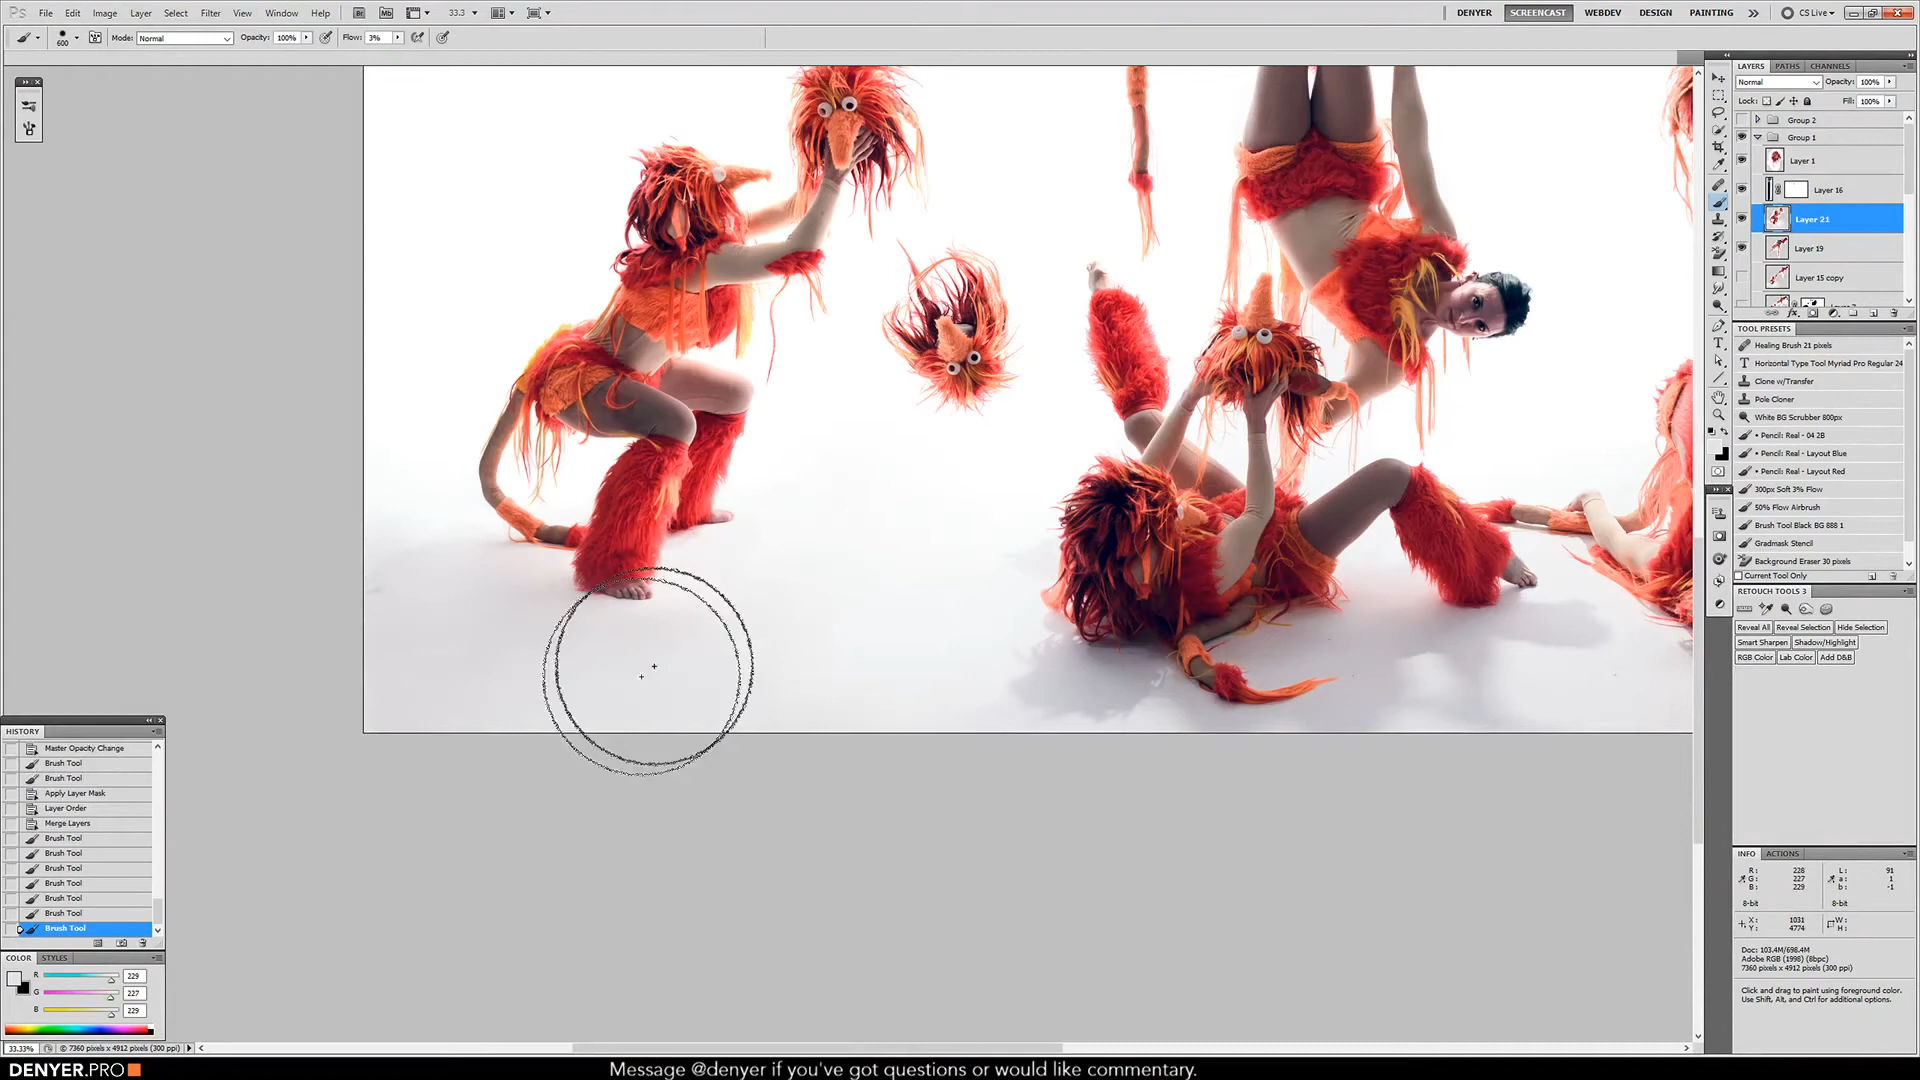 Ps File Edit Image Layer Select Filter Analysis View Window Help Br Mb 33.3 DENYER SCREENCAST WEBDEV DESIGN PAINTING CS Live
600 Mode: Normal Opacity: 100% Flow: 3%
LAYERS PATHS CHANNELS
Normal Opacity: 100%
Lock: Fill: 100%
Group 2
Group 1
Layer 1
Layer 16
Layer 21
Layer 19
Layer 15 copy
TOOL PRESETS
Healing Brush 21 pixels
Horizontal Type Tool Myriad Pro Regular 24
Clone w/Transfer
Pole Cloner
White BG Scrubber 800px
• Pencil: Real - 04 2B
• Pencil: Real - Layout Blue
• Pencil: Real - Layout Red
300px Soft 3% Flow
50% Flow Airbrush
Brush Tool Black BG 888 1
Gradmask Stencil
Background Eraser 30 pixels
Current Tool Only
RETOUCH TOOLS 3
Reveal All Reveal Selection Hide Selection
Smart Sharpen Shadow/Highlight
RGB Color Lab Color Add D&B
HISTORY
Master Opacity Change
Brush Tool
Brush Tool
Apply Layer Mask
Layer Order
Merge Layers
Brush Tool
Brush Tool
Brush Tool
Brush Tool
Brush Tool
Brush Tool
Brush Tool
COLOR STYLES
R 229
G 227
B 229
INFO ACTIONS
R: 228 L: 91
G: 227 a: 1
B: 229 b: -1
8-bit 8-bit
X: 1031 W:
Y: 4774 H:
Doc: 103.4M/698.4M
Adobe RGB (1998) (8bpc)
7360 pixels x 4912 pixels (300 ppi)
Click and drag to paint using foreground color.
Use Shift, Alt, and Ctrl for additional options.
33.33% © 7360 pixels x 4912 pixels (300 ppi)
DENYER.PRO Message @denyer if you've got questions or would like commentary.